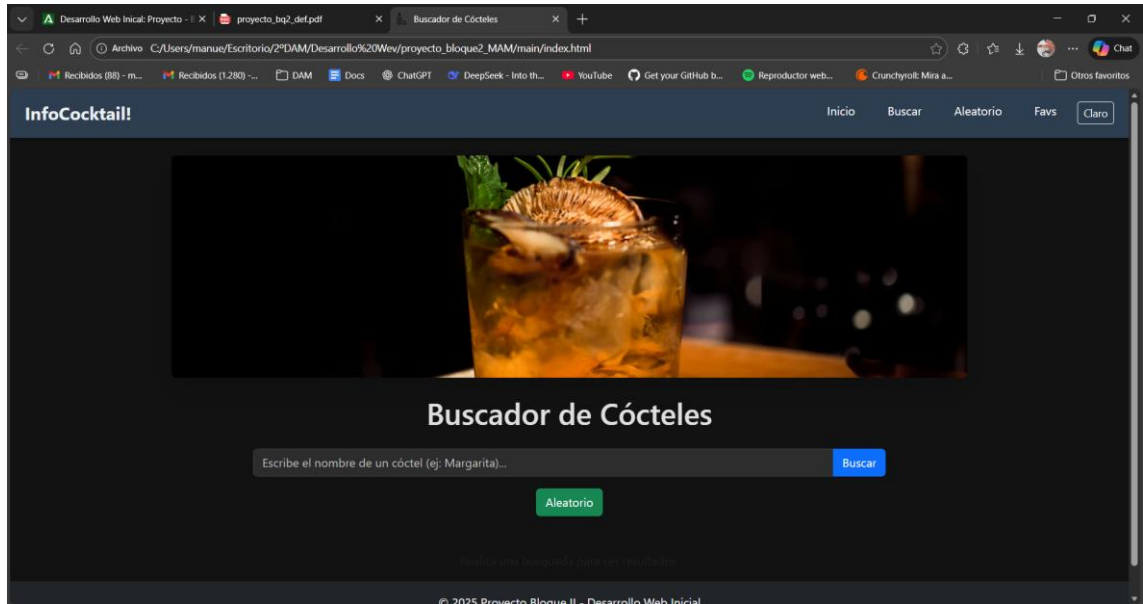 Desarrollo Web Inical: Proyecto - II
proyecto_bq2_def.pdf
Buscador de Cócteles
Archivo C:/Users/manue/Escritorio/2ºDAM/Desarrollo%20Wev/proyecto_bloque2_MAM/main/index.html
Chat
Recibidos (88) - m...
Recibidos (1.280) -...
DAM
Docs
ChatGPT
DeepSeek - Into th...
YouTube
Get your GitHub b...
Reproductor web...
Crunchyroll: Mira a...
Otros favoritos
InfoCocktail!
Inicio
Buscar
Aleatorio
Favs
Claro
Buscador de Cócteles
Escribe el nombre de un cóctel (ej: Margarita)...
Buscar
Aleatorio
Realiza una búsqueda para ver resultados.
© 2025 Proyecto Bloque II - Desarrollo Web Inicial